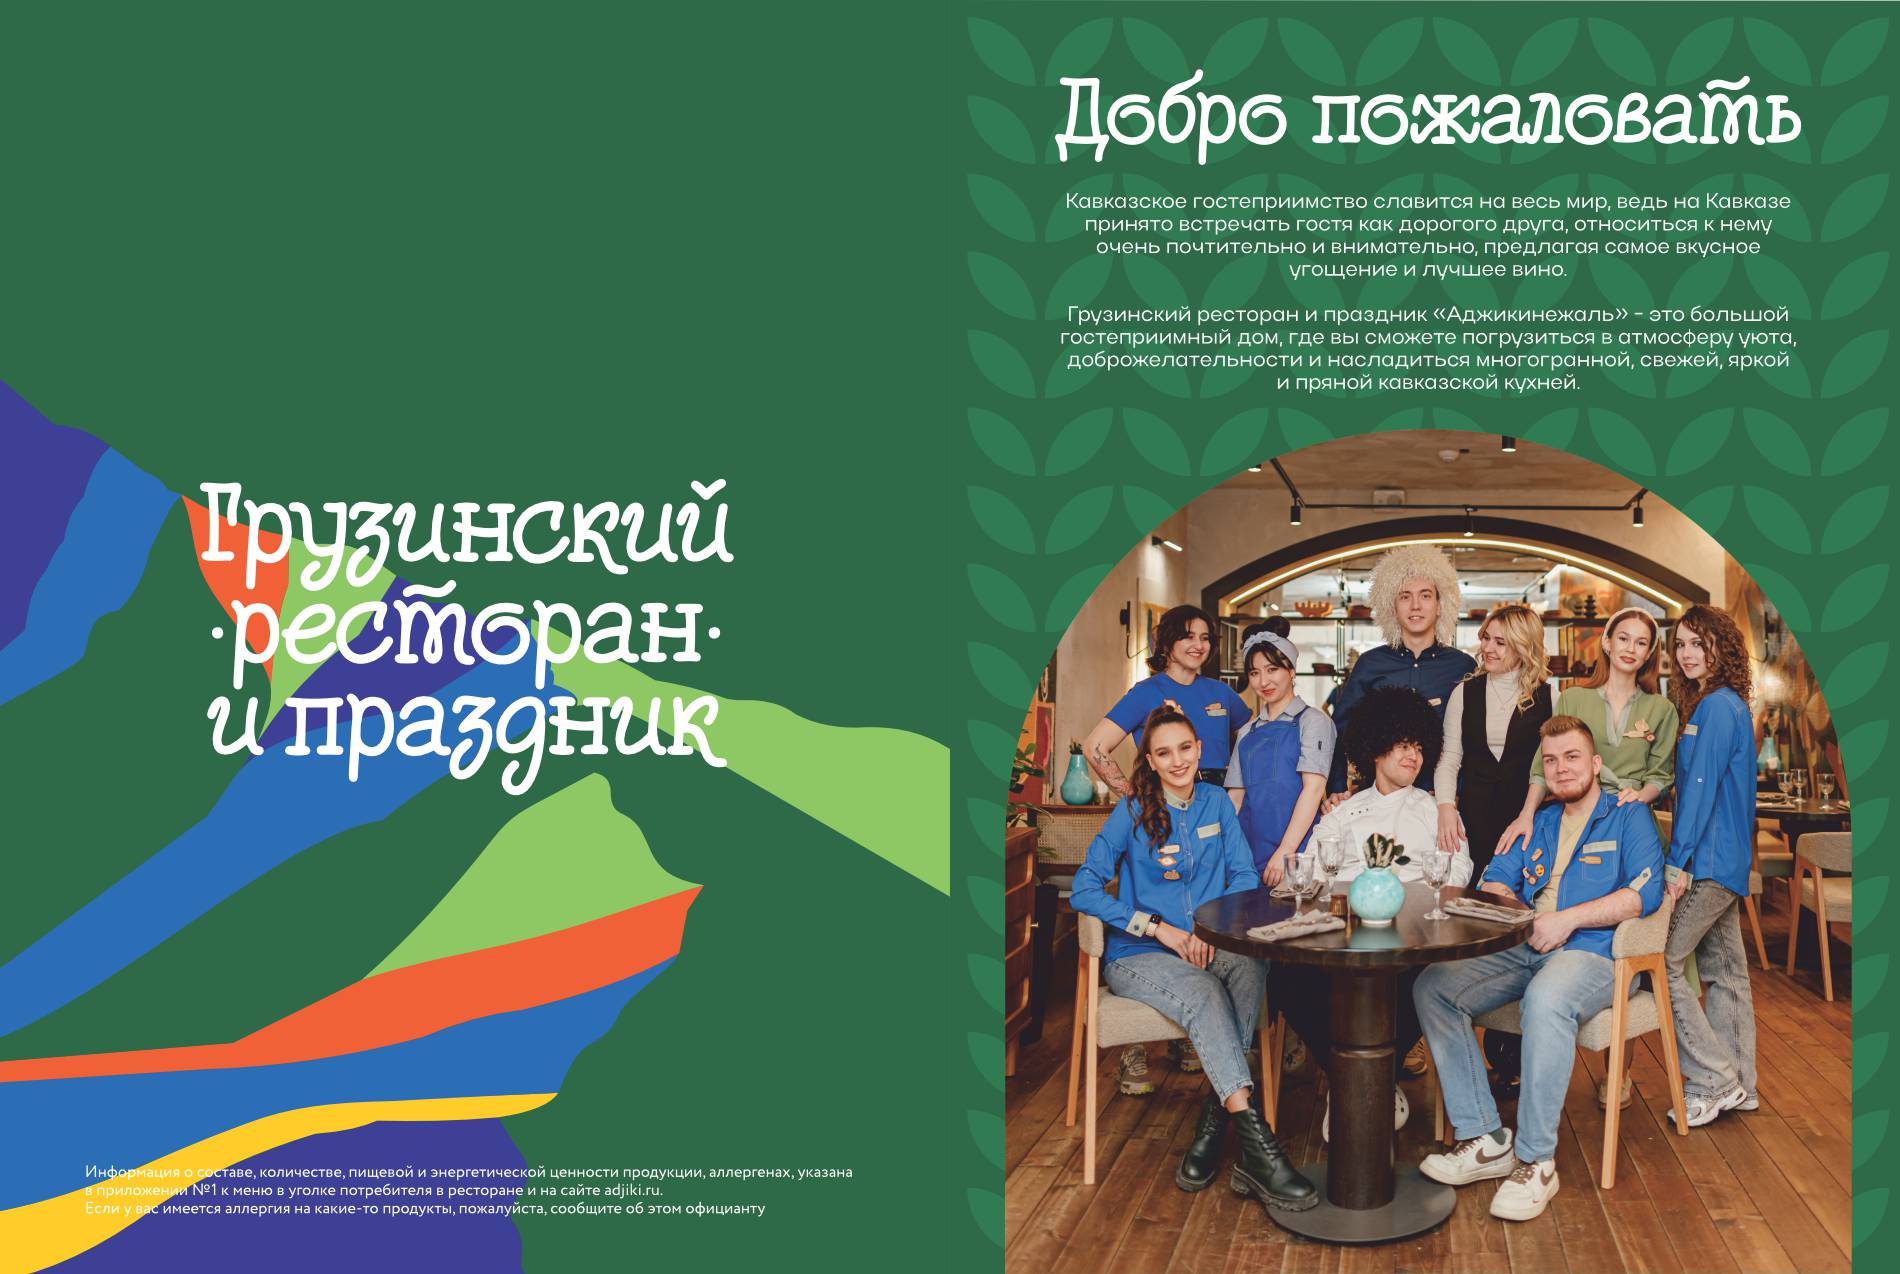 Грузинский
·ресторан·
и праздник
Информация о составе, количестве, пищевой и энергетической ценности продукции, аллергенах, указана
в приложении №1 к меню в уголке потребителя в ресторане и на сайте adjiki.ru.
Если у вас имеется аллергия на какие-то продукты, пожалуйста, сообщите об этом официанту
Добро пожаловать
Кавказское гостеприимство славится на весь мир, ведь на Кавказе
принято встречать гостя как дорогого друга, относиться к нему
очень почтительно и внимательно, предлагая самое вкусное
угощение и лучшее вино.
Грузинский ресторан и праздник «Аджикинежаль» - это большой
гостеприимный дом, где вы сможете погрузиться в атмосферу уюта,
доброжелательности и насладиться многогранной, свежей, яркой
и пряной кавказской кухней.